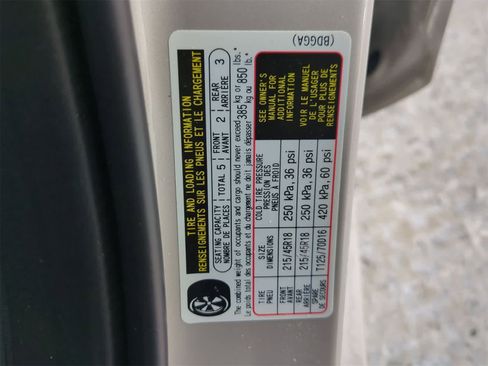 (BDGGA)
TIRE AND LOADING INFORMATION
RENSEIGNEMENTS SUR LES PNEUS ET LE CHARGEMENT
SEATING CAPACITY TOTAL 5 FRONT 2 REAR 3
NOMBRE DE PLACES AVANT ARRIÈRE
The combined weight of occupants and cargo should never exceed 385 kg or 850 lbs.
Le poids total des occupants et du chargement ne doit jamais dépasser kg ou lb.
TIRE SIZE COLD TIRE PRESSURE SEE OWNER'S
PNEU DIMENSIONS PRESSION DES MANUAL FOR
PNEUS À FROID ADDITIONAL
INFORMATION
FRONT 215/45R18 250 kPa, 36 psi
AVANT
REAR 215/45R18 250 kPa, 36 psi VOIR LE MANUEL
ARRIÈRE DE L'USAGER
SPARE T125/70D16 420 kPa, 60 psi POUR PLUS DE
DE SECOURS RENSEIGNEMENTS